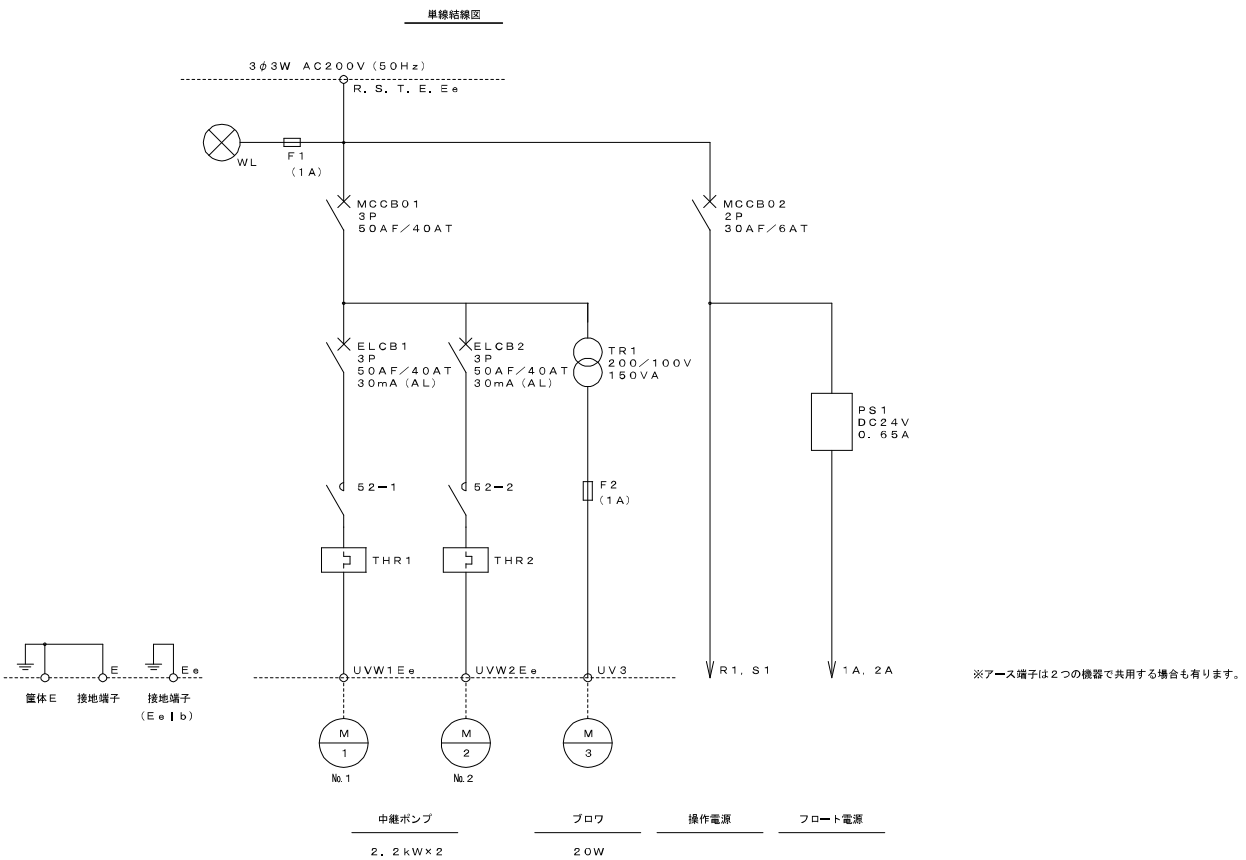 単線結線図
3φ3W AC200V(50Hz)
R. S. T. E. Ee
WL
F1
(1A)
MCCB01
3P
50AF/40AT
MCCB02
2P
30AF/6AT
ELCB1
3P
50AF/40AT
30mA(AL)
ELCB2
3P
50AF/40AT
30mA(AL)
TR1
200/100V
150VA
PS1
DC24V
0.65A
52-1
52-2
F2
(1A)
THR1
THR2
E
Ee
UVW1Ee
UVW2Ee
UV3
R1, S1
1A, 2A
※アース端子は2つの機器で共用する場合も有ります。
筐体E
接地端子
接地端子
(EeⅠb)
M
1
M
2
M
3
№1
№2
中継ポンプ
ブロワ
操作電源
フロート電源
2.2kW×2
20W